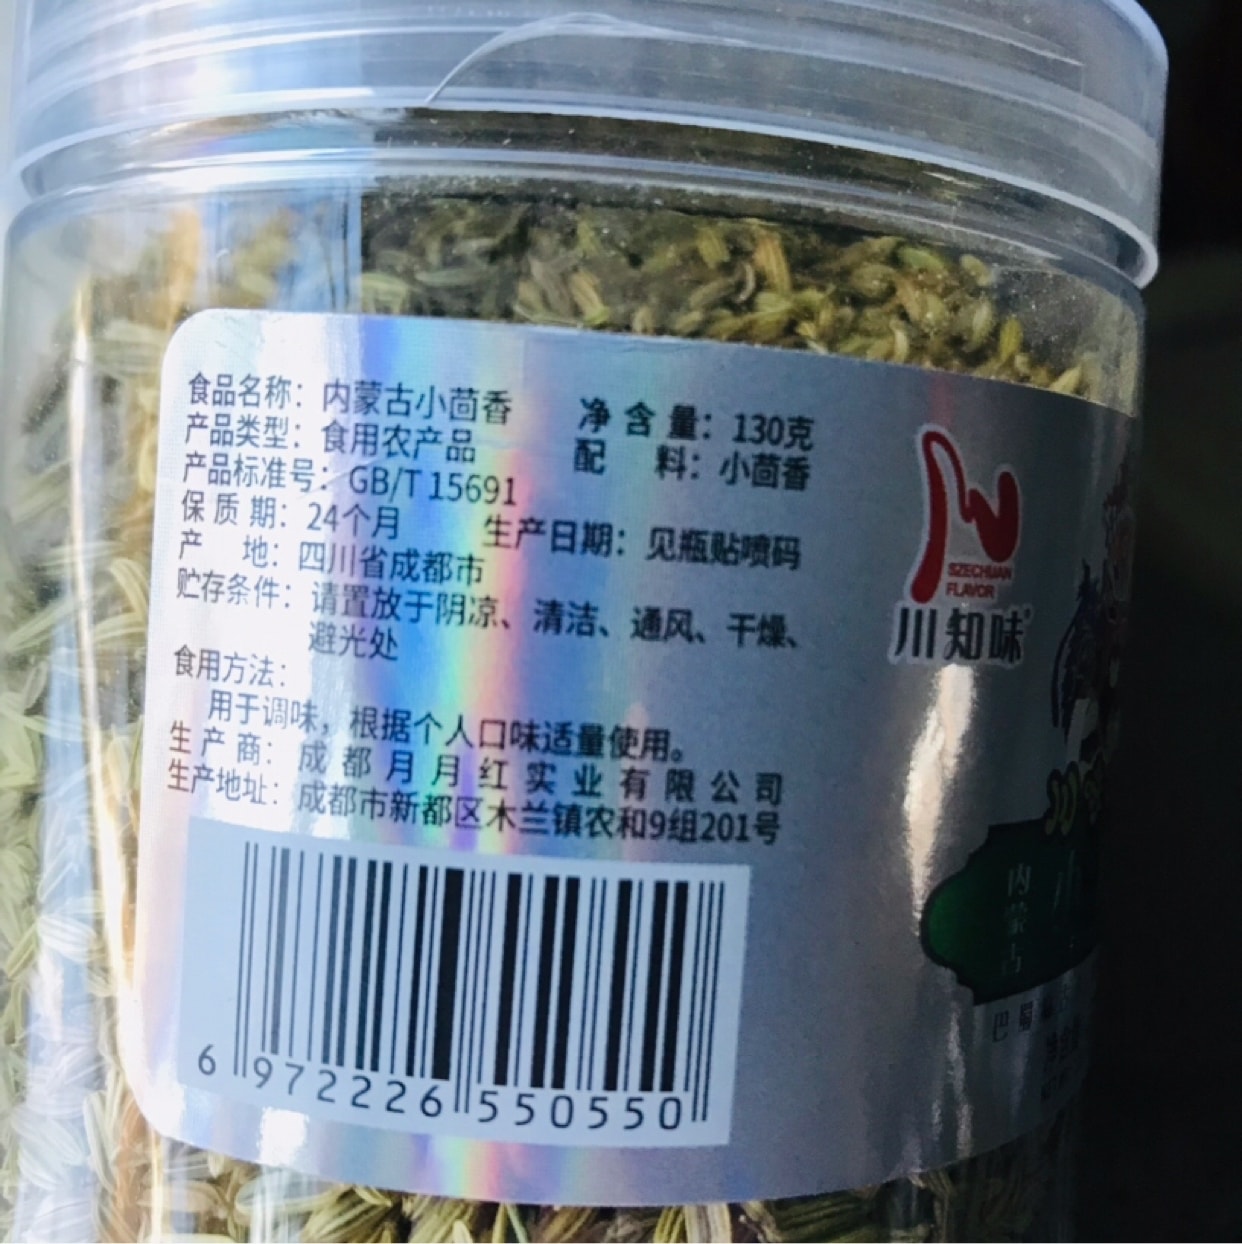 食品名称：内蒙古小茴香 净含量：130克
产品类型：食用农产品 配 料：小茴香
产品标准号：GB/T 15691
保质期：24个月 生产日期：见瓶贴喷码
产 地：四川省成都市
贮存条件：请置放于阴凉、清洁、通风、干燥、
避光处
食用方法：
用于调味，根据个人口味适量使用。
生产商：成都月月红实业有限公司
生产地址：成都市新都区木兰镇农和9组201号
6 972226 550550
SZECHUAN
FLAVOR
川知味
内蒙古